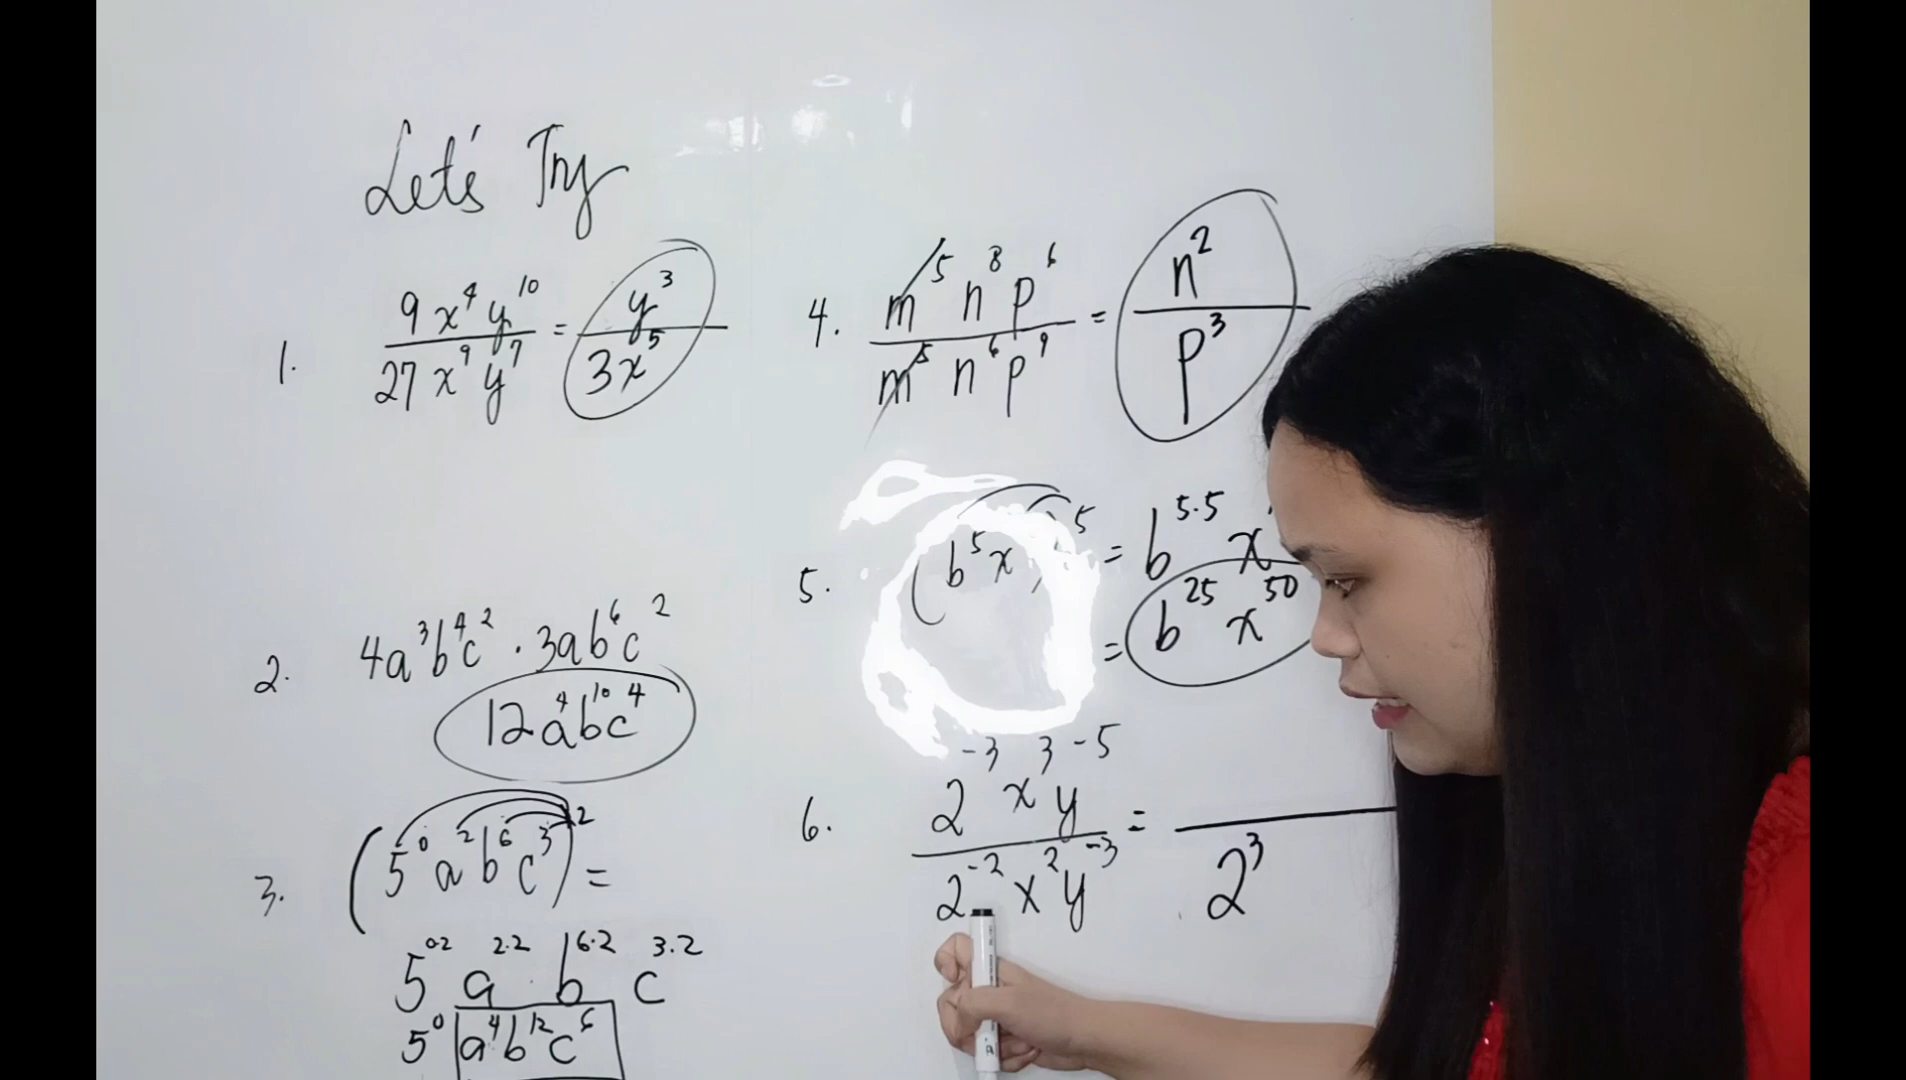 Let's Try
1. 9x⁴y¹⁰ / 27x⁹y⁷ = y³ / 3x⁵
2. 4a³b⁴c² · 3ab⁶c²
12a⁴b¹⁰c⁴
3. (5⁰a²b⁶c³)² =
5⁰·² a²·² · b⁶·² c³·²
5⁰ a⁴b¹²c⁶
4. m⁵n⁸p⁶ / m⁵n⁶p⁹ = n² / p³
5. (b⁵x )⁵ = b⁵·⁵ x
= b²⁵ x⁵⁰
6. 2⁻³x³y⁻⁵ / 2⁻²x²y⁻³ = / 2³